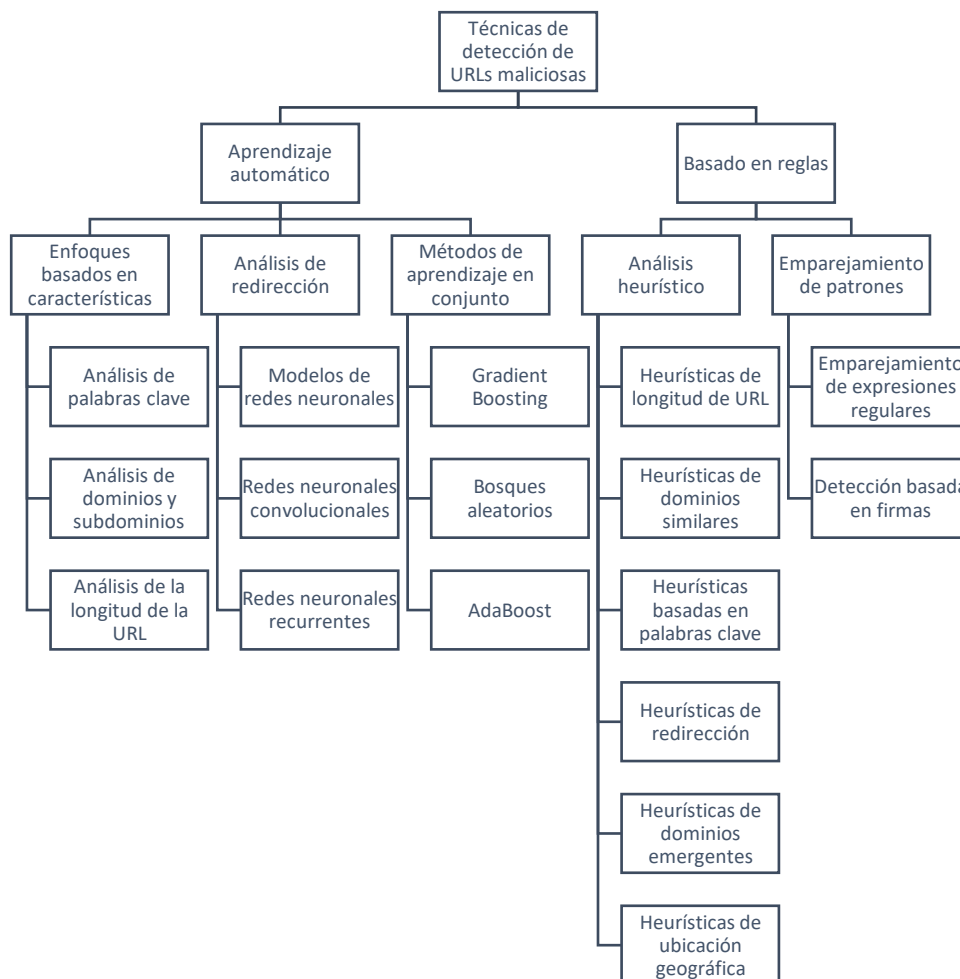 Técnicas de
detección de
URLs maliciosas
Aprendizaje
automático
Basado en reglas
Enfoques
basados en
características
Análisis de
redirección
Métodos de
aprendizaje en
conjunto
Análisis
heurístico
Emparejamiento
de patrones
Análisis de
palabras clave
Modelos de
redes neuronales
Gradient
Boosting
Heurísticas de
longitud de URL
Emparejamiento
de expresiones
regulares
Análisis de
dominios y
subdominios
Redes neuronales
convolucionales
Bosques
aleatorios
Heurísticas de
dominios
similares
Detección basada
en firmas
Análisis de la
longitud de la
URL
Redes neuronales
recurrentes
AdaBoost
Heurísticas
basadas en
palabras clave
Heurísticas de
redirección
Heurísticas de
dominios
emergentes
Heurísticas de
ubicación
geográfica